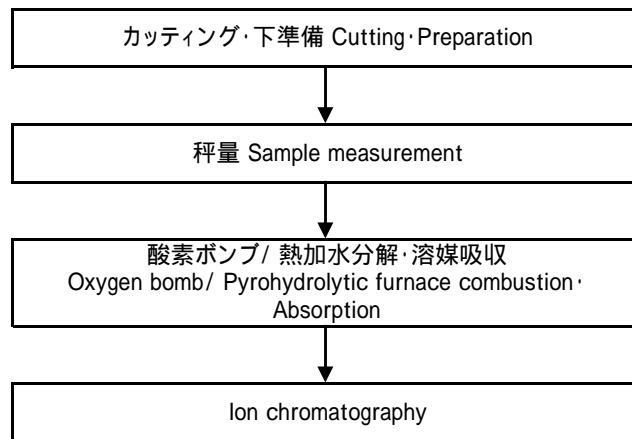 カッティング・下準備 Cutting・Preparation
秤量 Sample measurement
酸素ボンブ/ 熱加水分解・溶媒吸収
Oxygen bomb/ Pyrohydrolytic furnace combustion・
Absorption
Ion chromatography